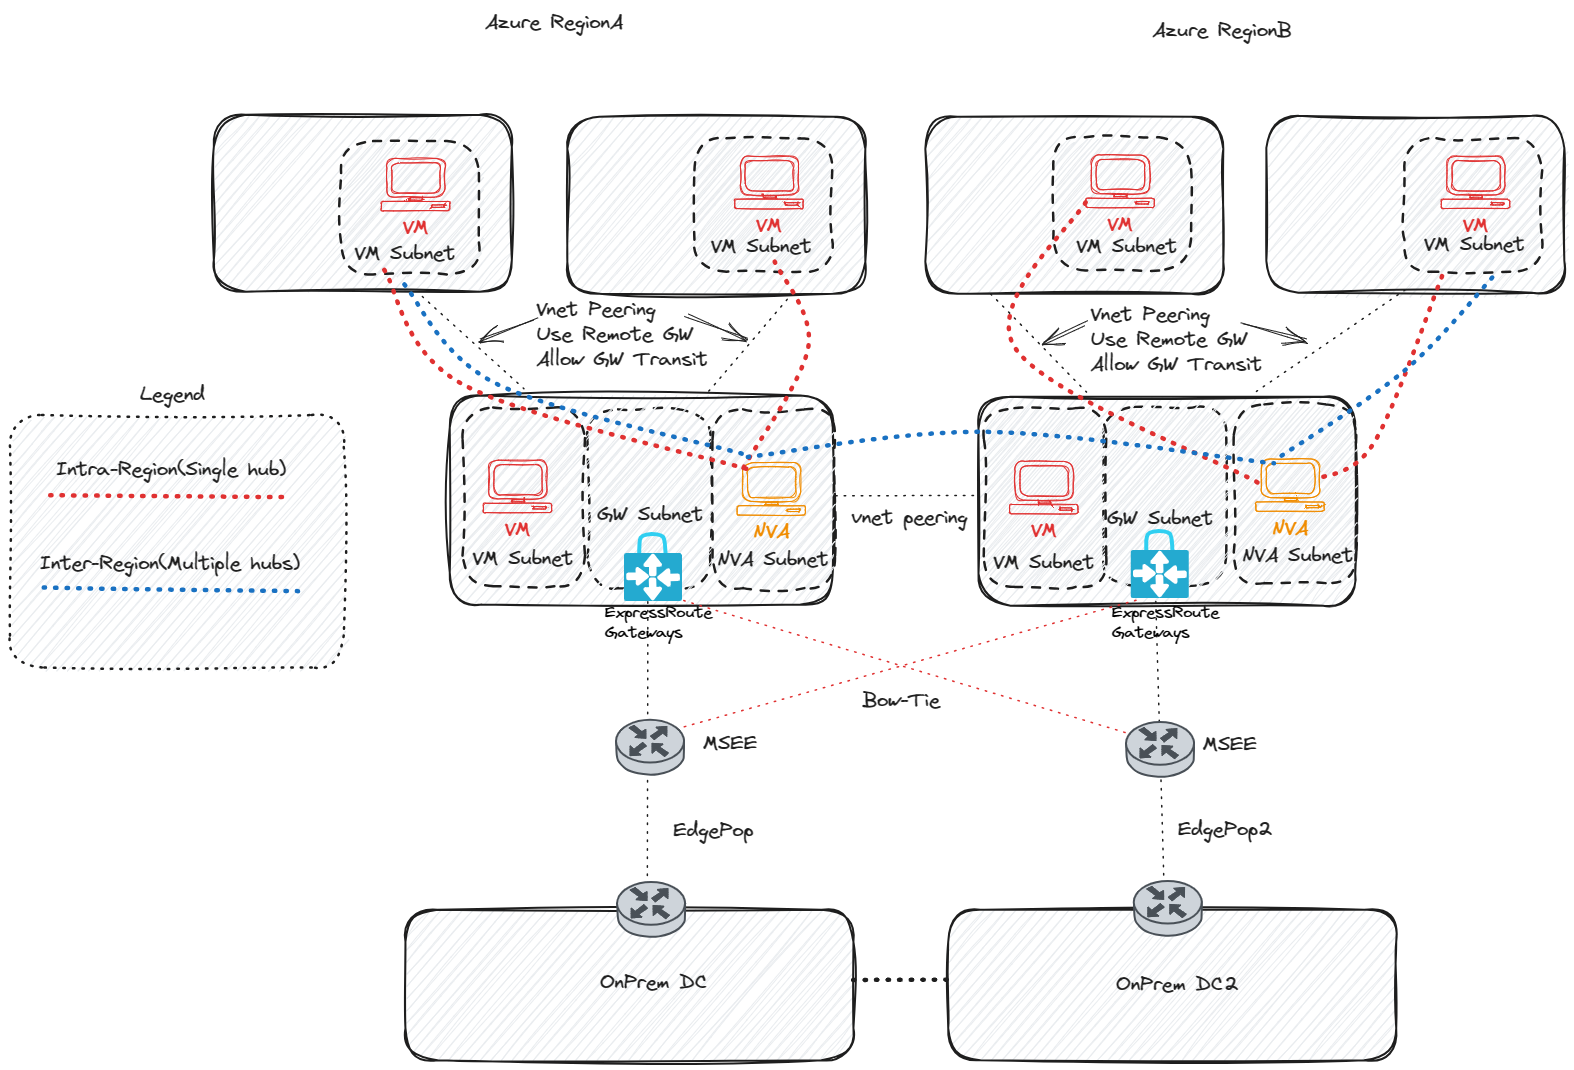 Azure RegionA
Azure RegionB
VM
VM Subnet
VM
VM Subnet
VM
VM Subnet
VM
VM Subnet
Vnet Peering
Use Remote GW
Allow GW Transit
Vnet Peering
Use Remote GW
Allow GW Transit
Legend
Intra-Region(Single hub)
Inter-Region(Multiple hubs)
VM
VM Subnet
GW Subnet
NVA
NVA Subnet
vnet peering
VM
VM Subnet
GW Subnet
NVA
NVA Subnet
ExpressRoute
Gateways
ExpressRoute
Gateways
Bow-Tie
MSEE
MSEE
EdgePop
EdgePop2
OnPrem DC
OnPrem DC2